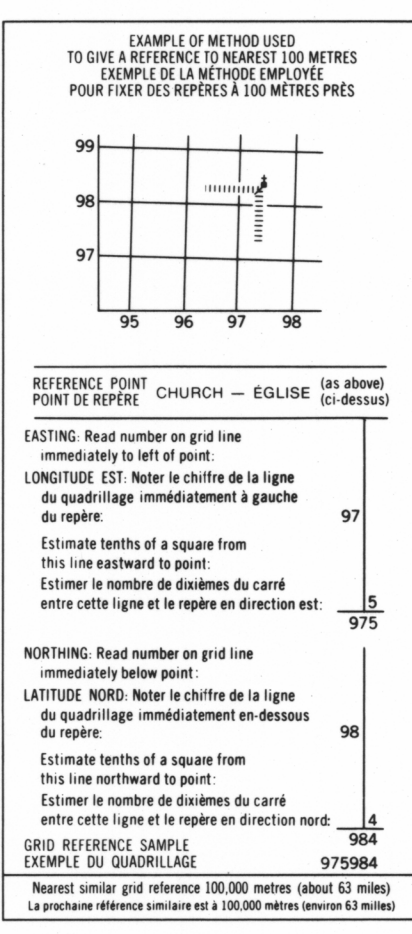 EXAMPLE OF METHOD USED
TO GIVE A REFERENCE TO NEAREST 100 METRES
EXEMPLE DE LA MÉTHODE EMPLOYÉE
POUR FIXER DES REPÈRES À 100 MÈTRES PRÈS
99
98
97
95 96 97 98
REFERENCE POINT
POINT DE REPÈRE
CHURCH — ÉGLISE
(as above)
(ci-dessus)
EASTING: Read number on grid line
immediately to left of point:
LONGITUDE EST: Noter le chiffre de la ligne
du quadrillage immédiatement à gauche
du repère: 97
Estimate tenths of a square from
this line eastward to point:
Estimer le nombre de dixièmes du carré
entre cette ligne et le repère en direction est: 5
975
NORTHING: Read number on grid line
immediately below point:
LATITUDE NORD: Noter le chiffre de la ligne
du quadrillage immédiatement en-dessous
du repère: 98
Estimate tenths of a square from
this line northward to point:
Estimer le nombre de dixièmes du carré
entre cette ligne et le repère en direction nord: 4
GRID REFERENCE SAMPLE 984
EXEMPLE DU QUADRILLAGE 975984
Nearest similar grid reference 100,000 metres (about 63 miles)
La prochaine référence similaire est à 100,000 mètres (environ 63 milles)